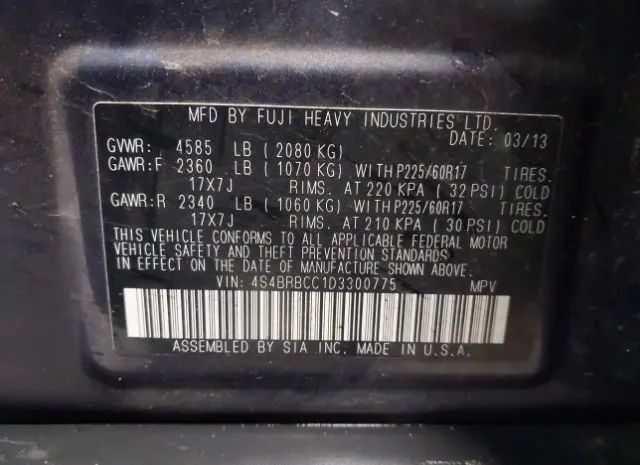 MFD BY FUJI HEAVY INDUSTRIES LTD.
DATE: 03/13
GVWR: 4585 LB (2080 KG)
GAWR:F 2360 LB (1070 KG) WITH P225/60R17 TIRES.
17X7J RIMS. AT 220 KPA (32 PSI) COLD
GAWR:R 2340 LB (1060 KG) WITH P225/60R17 TIRES.
17X7J RIMS. AT 210 KPA (30 PSI) COLD
THIS VEHICLE CONFORMS TO ALL APPLICABLE FEDERAL MOTOR
VEHICLE SAFETY AND THEFT PREVENTION STANDARDS
IN EFFECT ON THE DATE OF MANUFACTURE SHOWN ABOVE.
VIN: 4S4BRBCC1D3300775 MPV
ASSEMBLED BY SIA INC. MADE IN U.S.A.